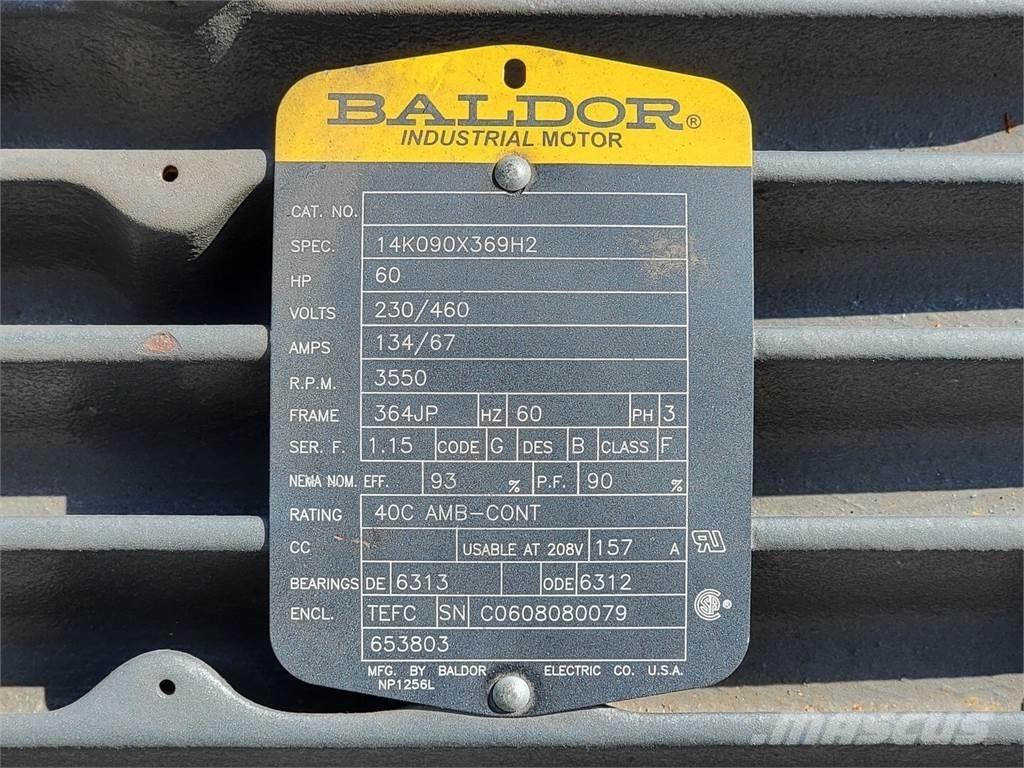 BALDOR®
INDUSTRIAL MOTOR
CAT. NO.
SPEC. 14K090X369H2
HP 60
VOLTS 230/460
AMPS 134/67
R.P.M. 3550
FRAME 364JP HZ 60 PH 3
SER. F. 1.15 CODE G DES B CLASS F
NEMA NOM. EFF. 93 % P.F. 90 %
RATING 40C AMB-CONT
CC USABLE AT 208V 157 A
BEARINGS DE 6313 ODE 6312
ENCL. TEFC SN C0608080079
653803
MFG. BY BALDOR ELECTRIC CO. U.S.A.
NP1256L
MASCUS